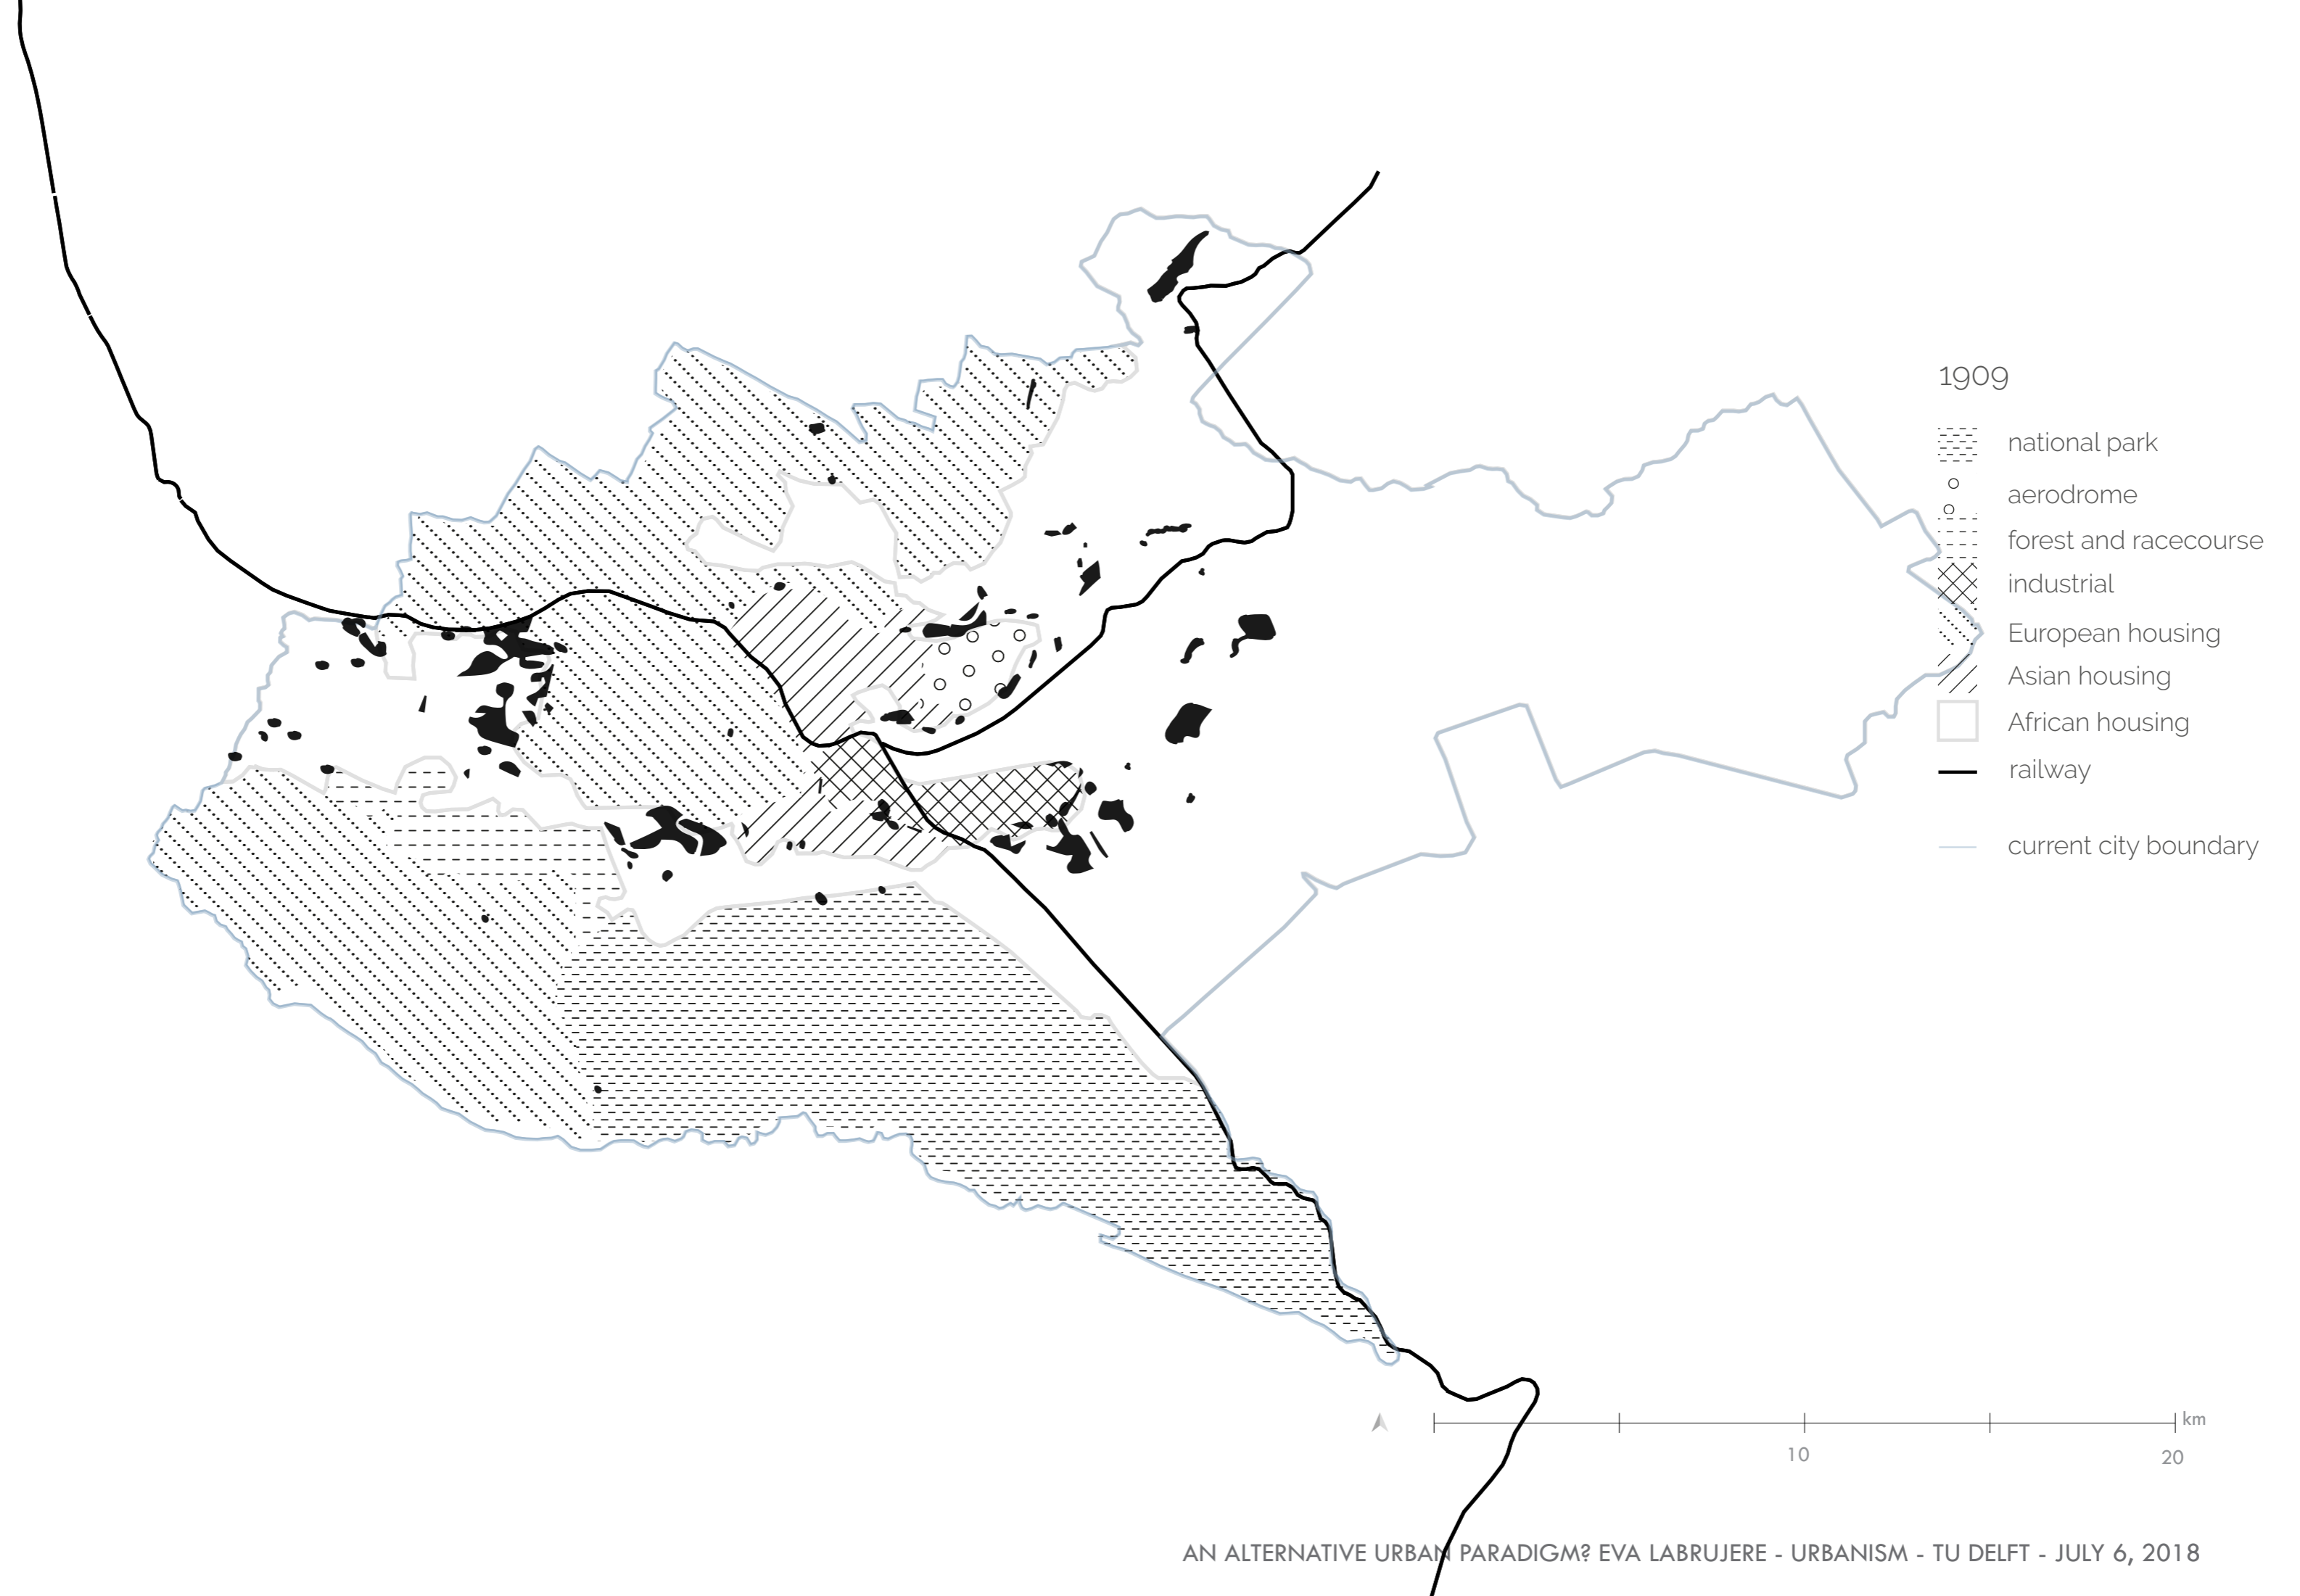 1909
national park
aerodrome
forest and racecourse
industrial
European housing
Asian housing
African housing
railway
current city boundary
km
10
20
AN ALTERNATIVE URBAN PARADIGM? EVA LABRUJERE - URBANISM - TU DELFT - JULY 6, 2018